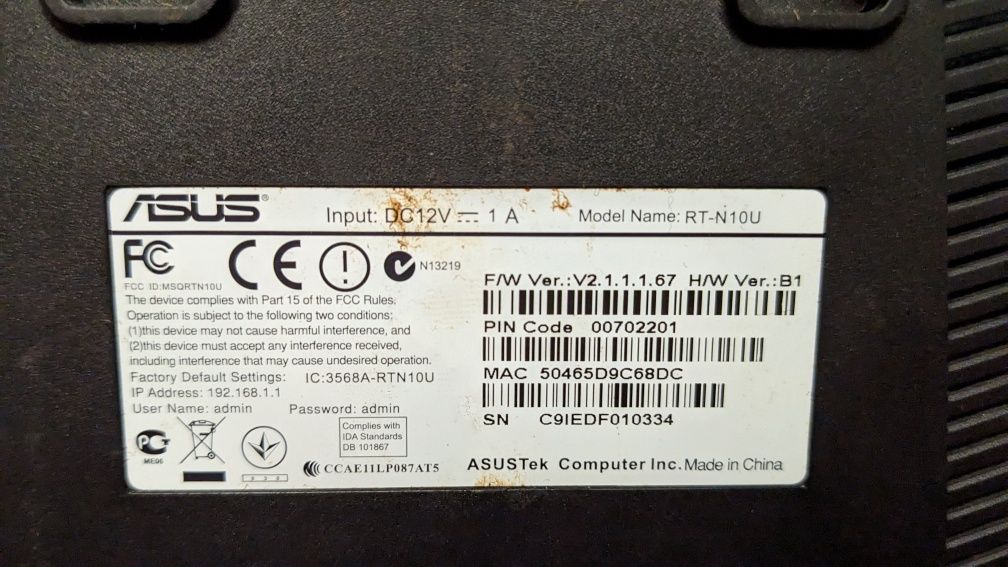 ASUS®
Input: DC12V ⎓ 1 A
Model Name: RT-N10U
FC CE N13219
FCC ID:MSQRTN10U
The device complies with Part 15 of the FCC Rules.
Operation is subject to the following two conditions:
(1)this device may not cause harmful interference, and
(2)this device must accept any interference received,
including interference that may cause undesired operation.
Factory Default Settings: IC:3568A-RTN10U
IP Address: 192.168.1.1
User Name: admin Password: admin
F/W Ver.:V2.1.1.1.67 H/W Ver.:B1
PIN Code 00702201
MAC 50465D9C68DC
SN C9IEDF010334
ME06
Complies with
IDA Standards
DB 101867
CCAE11LP087AT5
ASUSTek Computer Inc. Made in China